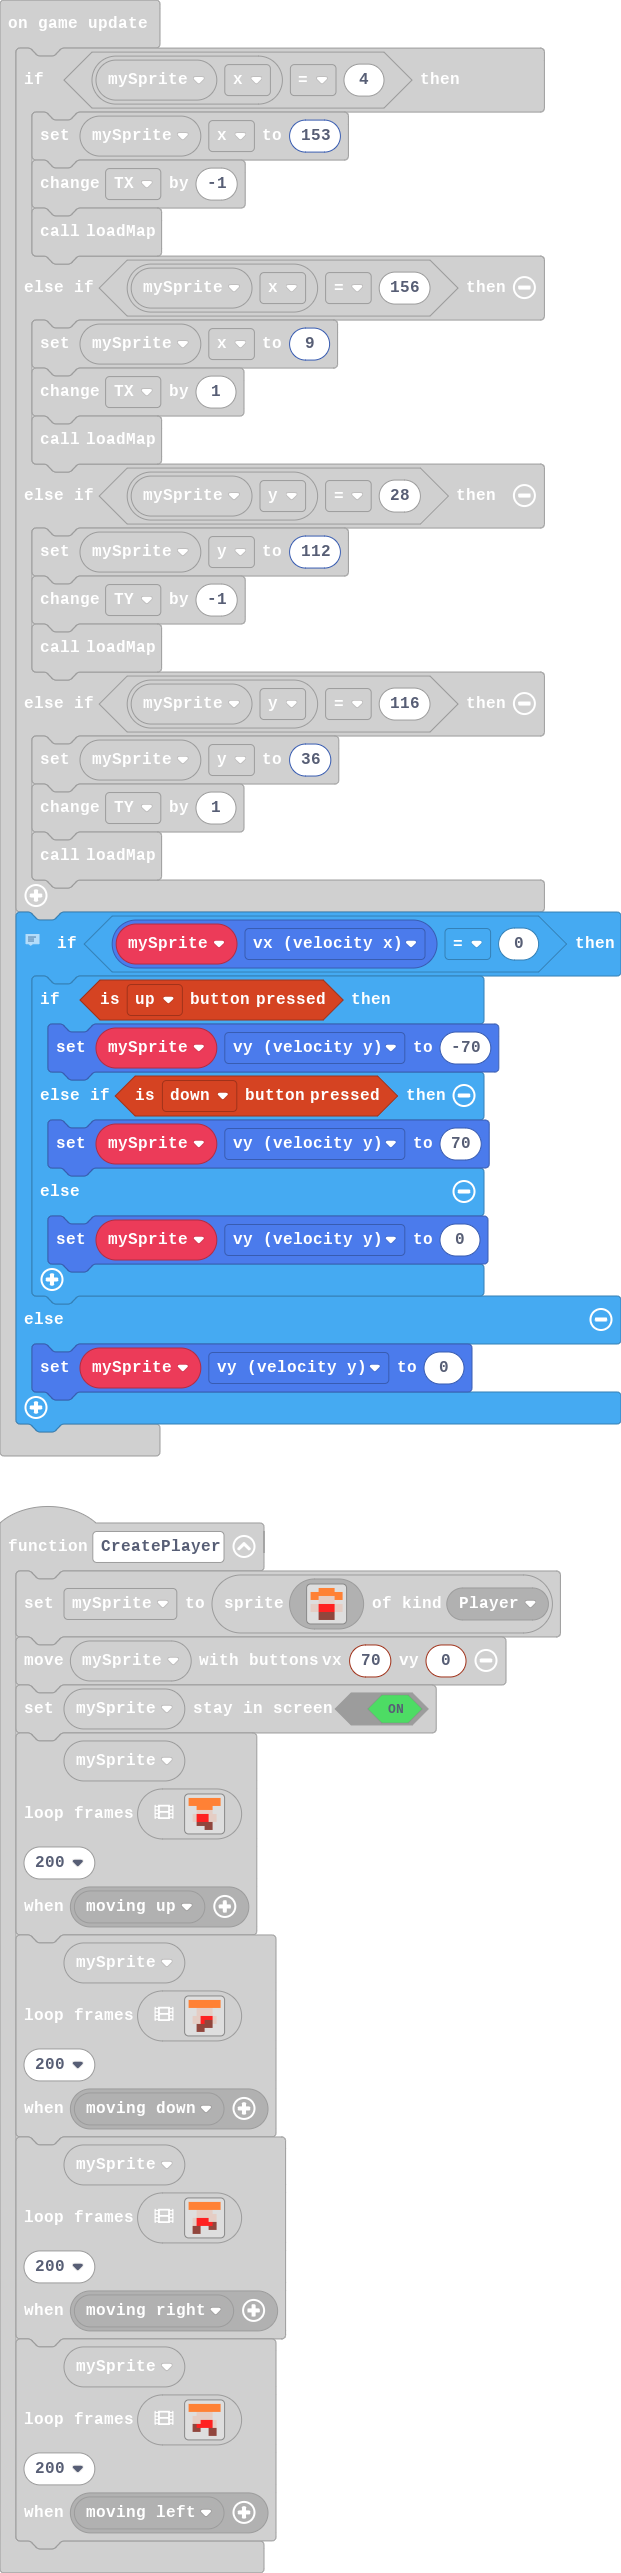 on game update
if mySprite x = 4 then
set mySprite x to 153
change TX by -1
call loadMap
else if mySprite x = 156 then
set mySprite x to 9
change TX by 1
call loadMap
else if mySprite y = 28 then
set mySprite y to 112
change TY by -1
call loadMap
else if mySprite y = 116 then
set mySprite y to 36
change TY by 1
call loadMap
if mySprite vx (velocity x) = 0 then
if is up button pressed then
set mySprite vy (velocity y) to -70
else if is down button pressed then
set mySprite vy (velocity y) to 70
else
set mySprite vy (velocity y) to 0
else
set mySprite vy (velocity y) to 0
function CreatePlayer
set mySprite to sprite of kind Player
move mySprite with buttons vx 70 vy 0
set mySprite stay in screen ON
mySprite
loop frames
200
when moving up
mySprite
loop frames
200
when moving down
mySprite
loop frames
200
when moving right
mySprite
loop frames
200
when moving left